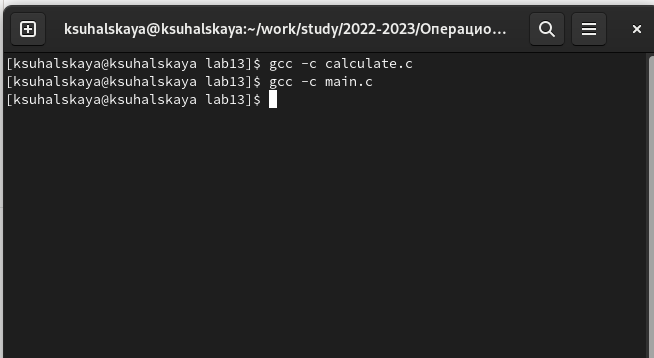 ksuhalskaya@ksuhalskaya:~/work/study/2022-2023/Операцио...
[ksuhalskaya@ksuhalskaya lab13]$ gcc -c calculate.c
[ksuhalskaya@ksuhalskaya lab13]$ gcc -c main.c
[ksuhalskaya@ksuhalskaya lab13]$